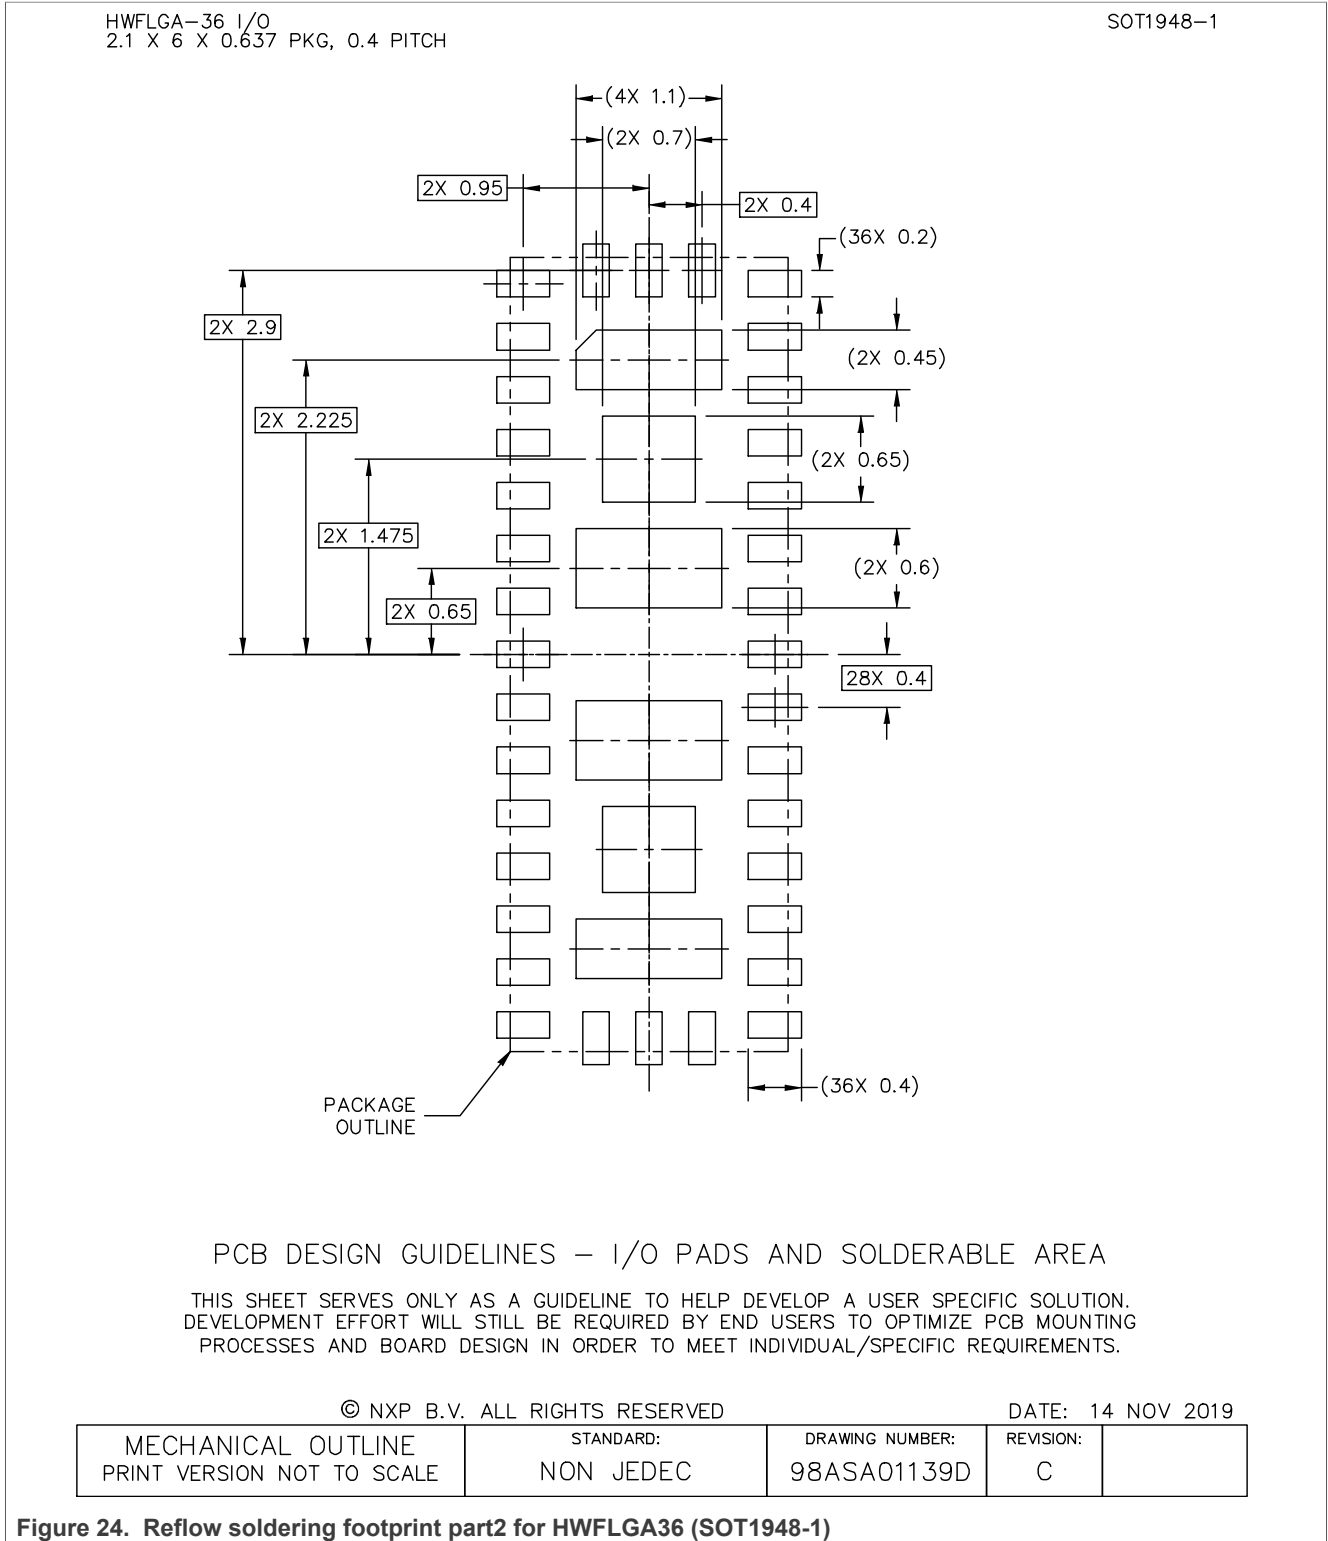 HWFLGA-36 I/O
2.1 X 6 X 0.637 PKG, 0.4 PITCH
SOT1948-1
(4X 1.1)
(2X 0.7)
2X 0.95
2X 0.4
(36X 0.2)
2X 2.9
(2X 0.45)
2X 2.225
(2X 0.65)
2X 1.475
(2X 0.6)
2X 0.65
28X 0.4
(36X 0.4)
PACKAGE
OUTLINE
PCB DESIGN GUIDELINES – I/O PADS AND SOLDERABLE AREA
THIS SHEET SERVES ONLY AS A GUIDELINE TO HELP DEVELOP A USER SPECIFIC SOLUTION.
DEVELOPMENT EFFORT WILL STILL BE REQUIRED BY END USERS TO OPTIMIZE PCB MOUNTING
PROCESSES AND BOARD DESIGN IN ORDER TO MEET INDIVIDUAL/SPECIFIC REQUIREMENTS.
© NXP B.V. ALL RIGHTS RESERVED
DATE: 14 NOV 2019
MECHANICAL OUTLINE
PRINT VERSION NOT TO SCALE
STANDARD:
NON JEDEC
DRAWING NUMBER:
98ASA01139D
REVISION:
C
Figure 24. Reflow soldering footprint part2 for HWFLGA36 (SOT1948-1)